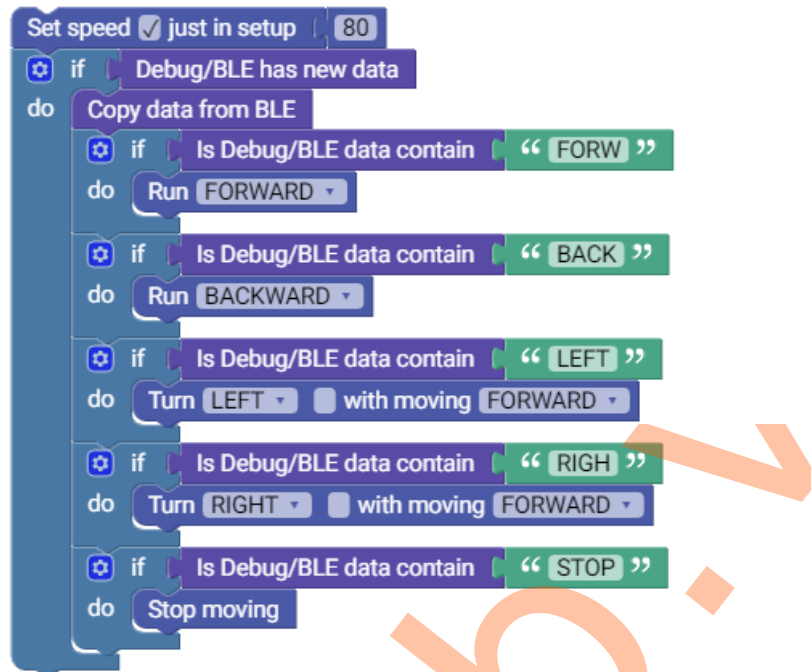 Set speed just in setup 80
if Debug/BLE has new data
do Copy data from BLE
if Is Debug/BLE data contain “ FORW ”
do Run FORWARD
if Is Debug/BLE data contain “ BACK ”
do Run BACKWARD
if Is Debug/BLE data contain “ LEFT ”
do Turn LEFT with moving FORWARD
if Is Debug/BLE data contain “ RIGH ”
do Turn RIGHT with moving FORWARD
if Is Debug/BLE data contain “ STOP ”
do Stop moving